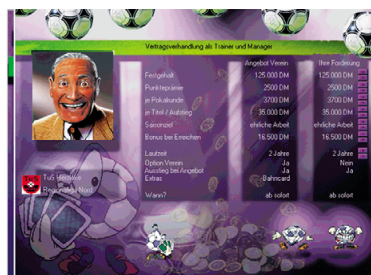 Vertragsverhandlung als Trainer und Manager
Angebot Verein Ihre Forderung
Festgehalt 125.000 DM 125.000 DM
Punkteprämie 2500 DM 2500 DM
je Pokalrunde 3700 DM 3700 DM
je Titel / Aufstieg 35.000 DM 35.000 DM
Saisonziel ehrliche Arbeit ehrliche Arbeit
Bonus bei Erreichen 16.500 DM 16.500 DM
Laufzeit 2 Jahre 2 Jahre
Option Verein Ja Nein
Ausstieg bei Angebot Ja Ja
Extras Bahncard
Wann? ab sofort ab sofort
TuS
Regionalliga Nord